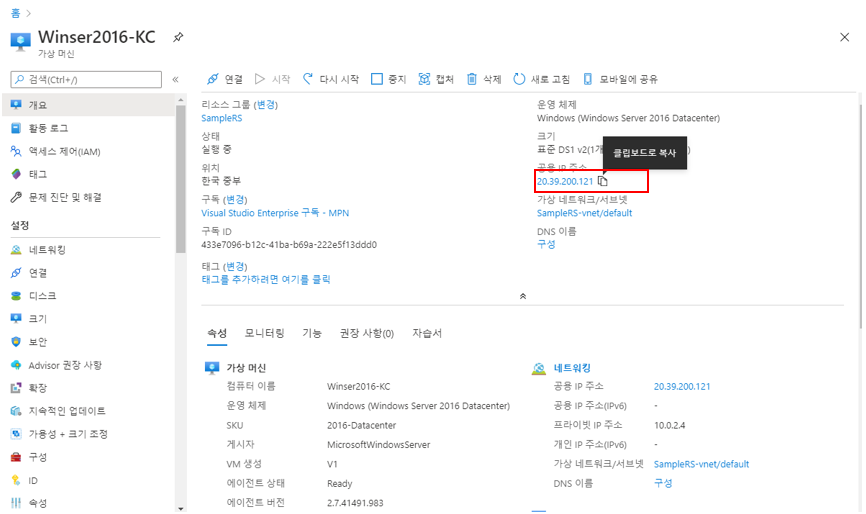 홈
Winser2016-KC
가상 머신
검색(Ctrl+/)
개요
활동 로그
액세스 제어(IAM)
태그
문제 진단 및 해결
설정
네트워킹
연결
디스크
크기
보안
Advisor 권장 사항
확장
지속적인 업데이트
가용성 + 크기 조정
구성
ID
속성
연결 시작 다시 시작 중지 캡처 삭제 새로 고침 모바일에 공유
리소스 그룹 (변경)
SampleRS
상태
실행 중
위치
한국 중부
구독 (변경)
Visual Studio Enterprise 구독 - MPN
구독 ID
433e7096-b12c-41ba-b69a-222e5f13ddd0
태그 (변경)
태그를 추가하려면 여기를 클릭
운영 체제
Windows (Windows Server 2016 Datacenter)
크기
표준 DS1 v2(1개
클립보드로 복사
공용 IP 주소
20.39.200.121
가상 네트워크/서브넷
SampleRS-vnet/default
DNS 이름
구성
속성 모니터링 기능 권장 사항(0) 자습서
가상 머신
컴퓨터 이름 Winser2016-KC
운영 체제 Windows (Windows Server 2016 Datacenter)
SKU 2016-Datacenter
게시자 MicrosoftWindowsServer
VM 생성 V1
에이전트 상태 Ready
에이전트 버전 2.7.41491.983
네트워킹
공용 IP 주소 20.39.200.121
공용 IP 주소(IPv6) -
프라이빗 IP 주소 10.0.2.4
개인 IP 주소(IPv6) -
가상 네트워크/서브넷 SampleRS-vnet/default
DNS 이름 구성